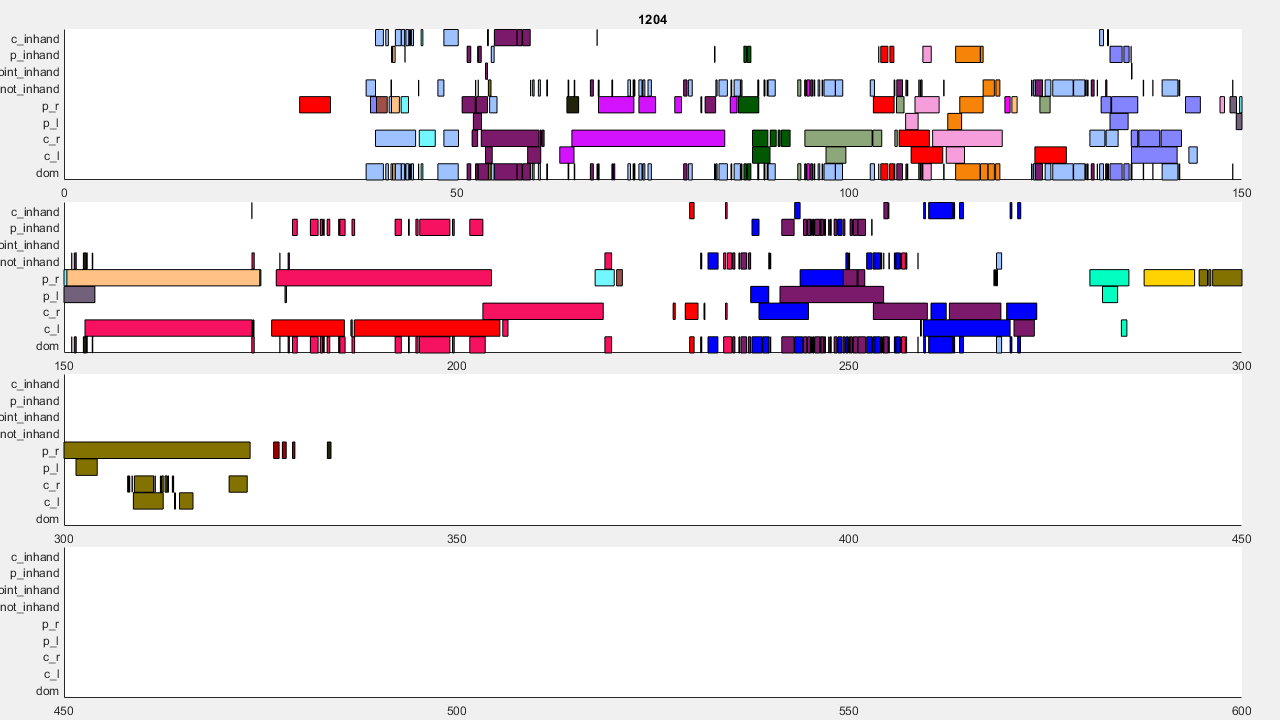 1204
c_inhand
p_inhand
oint_inhand
not_inhand
p_r
p_l
c_r
c_l
dom
0 50 100 150
c_inhand
p_inhand
oint_inhand
not_inhand
p_r
p_l
c_r
c_l
dom
150 200 250 300
c_inhand
p_inhand
oint_inhand
not_inhand
p_r
p_l
c_r
c_l
dom
300 350 400 450
c_inhand
p_inhand
oint_inhand
not_inhand
p_r
p_l
c_r
c_l
dom
450 500 550 600